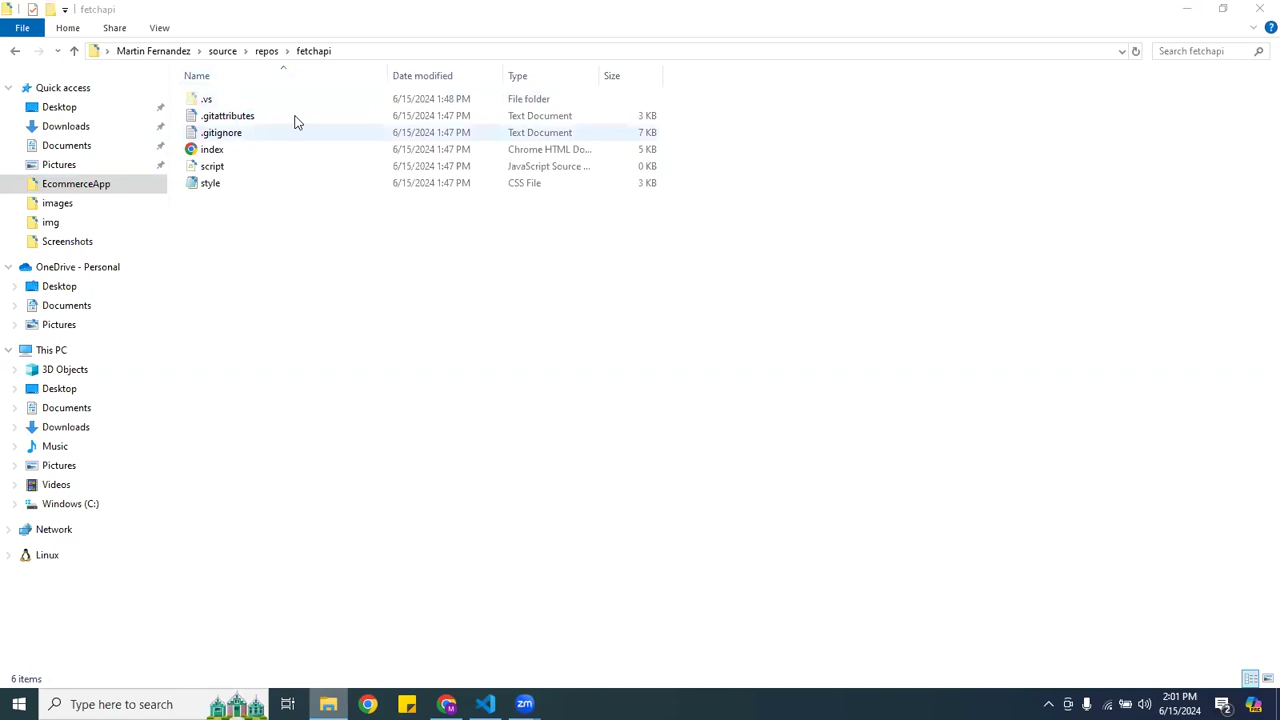 fetchapi
File Home Share View
Martin Fernandez > source > repos > fetchapi
Search fetchapi
Name Date modified Type Size
.vs 6/15/2024 1:48 PM File folder
.gitattributes 6/15/2024 1:47 PM Text Document 3 KB
.gitignore 6/15/2024 1:47 PM Text Document 7 KB
index 6/15/2024 1:47 PM Chrome HTML Do... 5 KB
script 6/15/2024 1:47 PM JavaScript Source ... 0 KB
style 6/15/2024 1:47 PM CSS File 3 KB
Quick access
Desktop
Downloads
Documents
Pictures
EcommerceApp
images
img
Screenshots
OneDrive - Personal
Desktop
Documents
Pictures
This PC
3D Objects
Desktop
Documents
Downloads
Music
Pictures
Videos
Windows (C:)
Network
Linux
6 items
Type here to search
zm
2:01 PM
6/15/2024
2